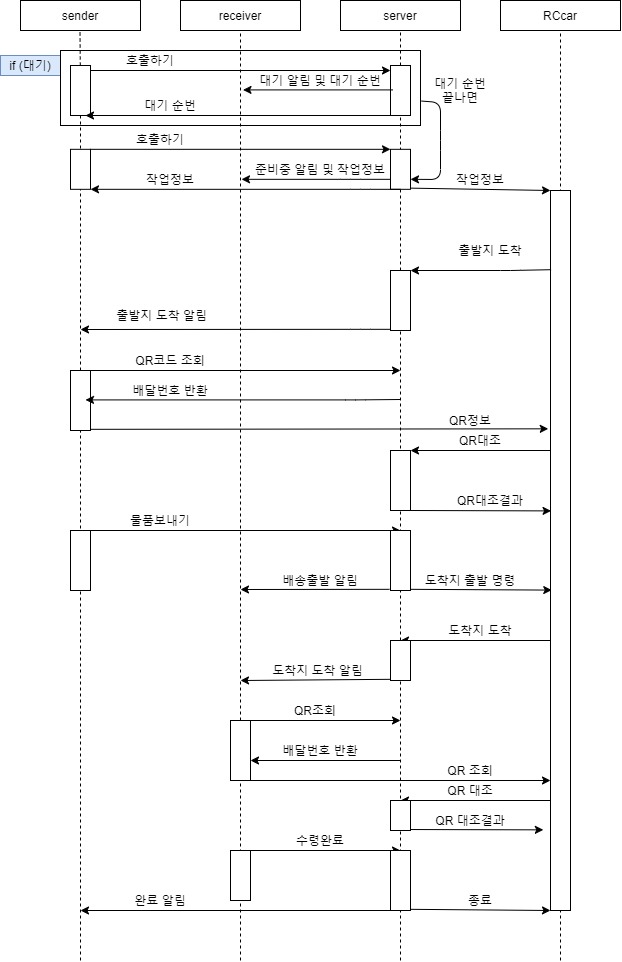 sender
receiver
server
RCcar
if (대기)
호출하기
대기 알림 및 대기 순번
대기 순번
대기 순번
끝나면
호출하기
준비중 알림 및 작업정보
작업정보
작업정보
출발지 도착
출발지 도착 알림
QR코드 조회
배달번호 반환
QR정보
QR대조
QR대조결과
물품보내기
배송출발 알림
도착지 출발 명령
도착지 도착
도착지 도착 알림
QR조회
배달번호 반환
QR 조회
QR 대조
QR 대조결과
수령완료
완료 알림
종료